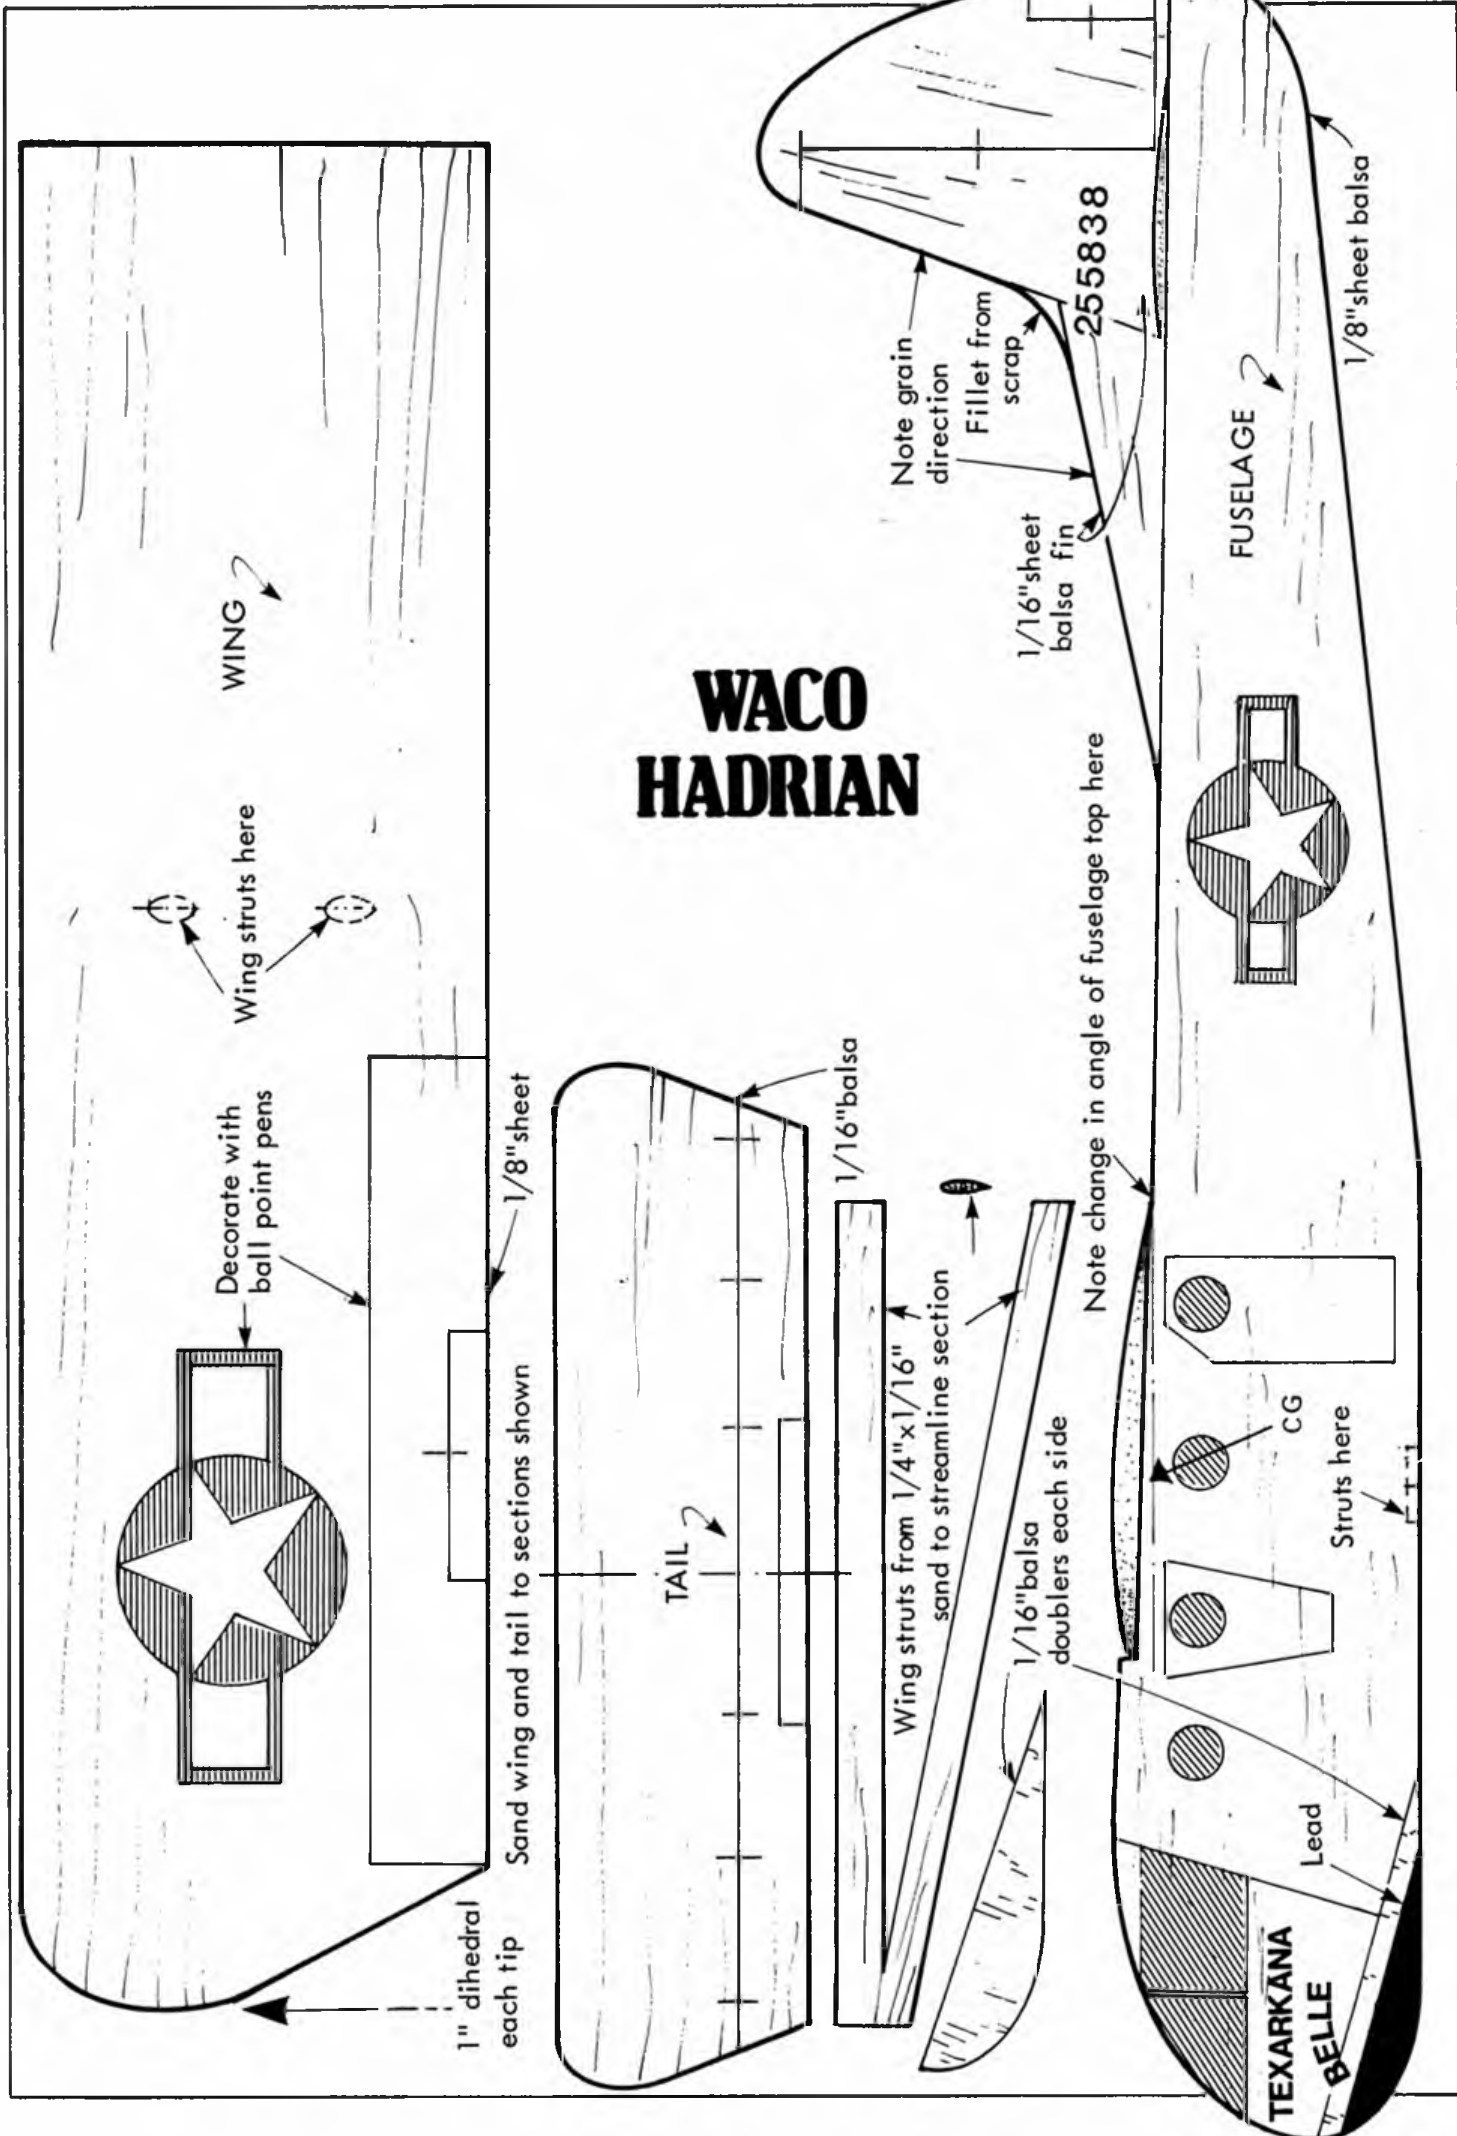 WING
Wing struts here
Decorate with
ball point pens
1/8"sheet
Sand wing and tail to sections shown
1" dihedral
each tip
WACO
HADRIAN
TAIL
1/16"balsa
Wing struts from 1/4"x1/16"
sand to streamline section
1/16"balsa
doublers each side
Note grain
direction
Fillet from
scrap
255838
1/16"sheet
balsa fin
Note change in angle of fuselage top here
FUSELAGE
1/8"sheet balsa
CG
Struts here
Lead
TEXARKANA
BELLE